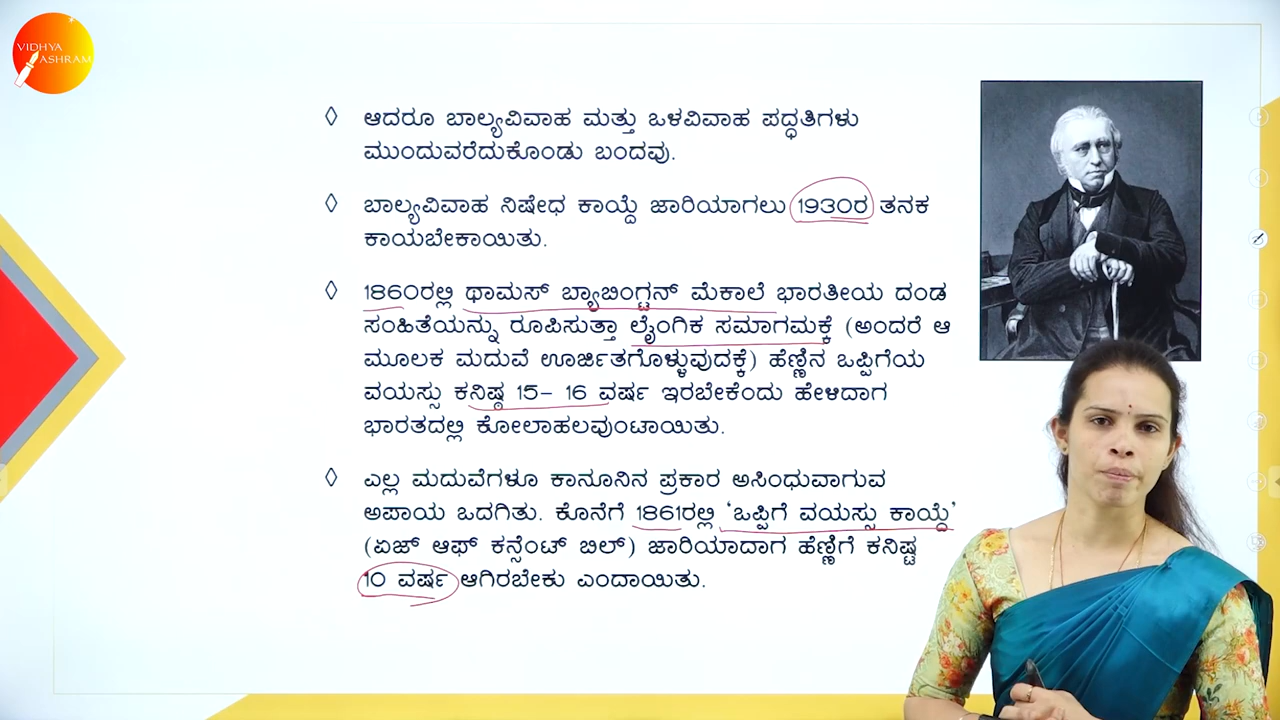 VIDHYA
ASHRAM
◊ ಆದರೂ ಬಾಲ್ಯವಿವಾಹ ಮತ್ತು ಒಳವಿವಾಹ ಪದ್ಧತಿಗಳು
ಮುಂದುವರೆದುಕೊಂಡು ಬಂದವು.
◊ ಬಾಲ್ಯವಿವಾಹ ನಿಷೇಧ ಕಾಯ್ದೆ ಜಾರಿಯಾಗಲು 1930ರ ತನಕ
ಕಾಯಬೇಕಾಯಿತು.
◊ 1860ರಲ್ಲಿ ಥಾಮಸ್ ಬ್ಯಾಬಿಂಗ್ಟನ್ ಮೆಕಾಲೆ ಭಾರತೀಯ ದಂಡ
ಸಂಹಿತೆಯನ್ನು ರೂಪಿಸುತ್ತಾ ಲೈಂಗಿಕ ಸಮಾಗಮಕ್ಕೆ (ಅಂದರೆ ಆ
ಮೂಲಕ ಮದುವೆ ಊರ್ಜಿತಗೊಳ್ಳುವುದಕ್ಕೆ) ಹೆಣ್ಣಿನ ಒಪ್ಪಿಗೆಯ
ವಯಸ್ಸು ಕನಿಷ್ಠ 15– 16 ವರ್ಷ ಇರಬೇಕೆಂದು ಹೇಳಿದಾಗ
ಭಾರತದಲ್ಲಿ ಕೋಲಾಹಲವುಂಟಾಯಿತು.
◊ ಎಲ್ಲ ಮದುವೆಗಳೂ ಕಾನೂನಿನ ಪ್ರಕಾರ ಅಸಿಂಧುವಾಗುವ
ಅಪಾಯ ಒದಗಿತು. ಕೊನೆಗೆ 1861ರಲ್ಲಿ ‘ಒಪ್ಪಿಗೆ ವಯಸ್ಸು ಕಾಯ್ದೆ’
(ಏಜ್ ಆಫ್ ಕನ್ಸೆಂಟ್ ಬಿಲ್) ಜಾರಿಯಾದಾಗ ಹೆಣ್ಣಿಗೆ ಕನಿಷ್ಟ
10 ವರ್ಷ ಆಗಿರಬೇಕು ಎಂದಾಯಿತು.